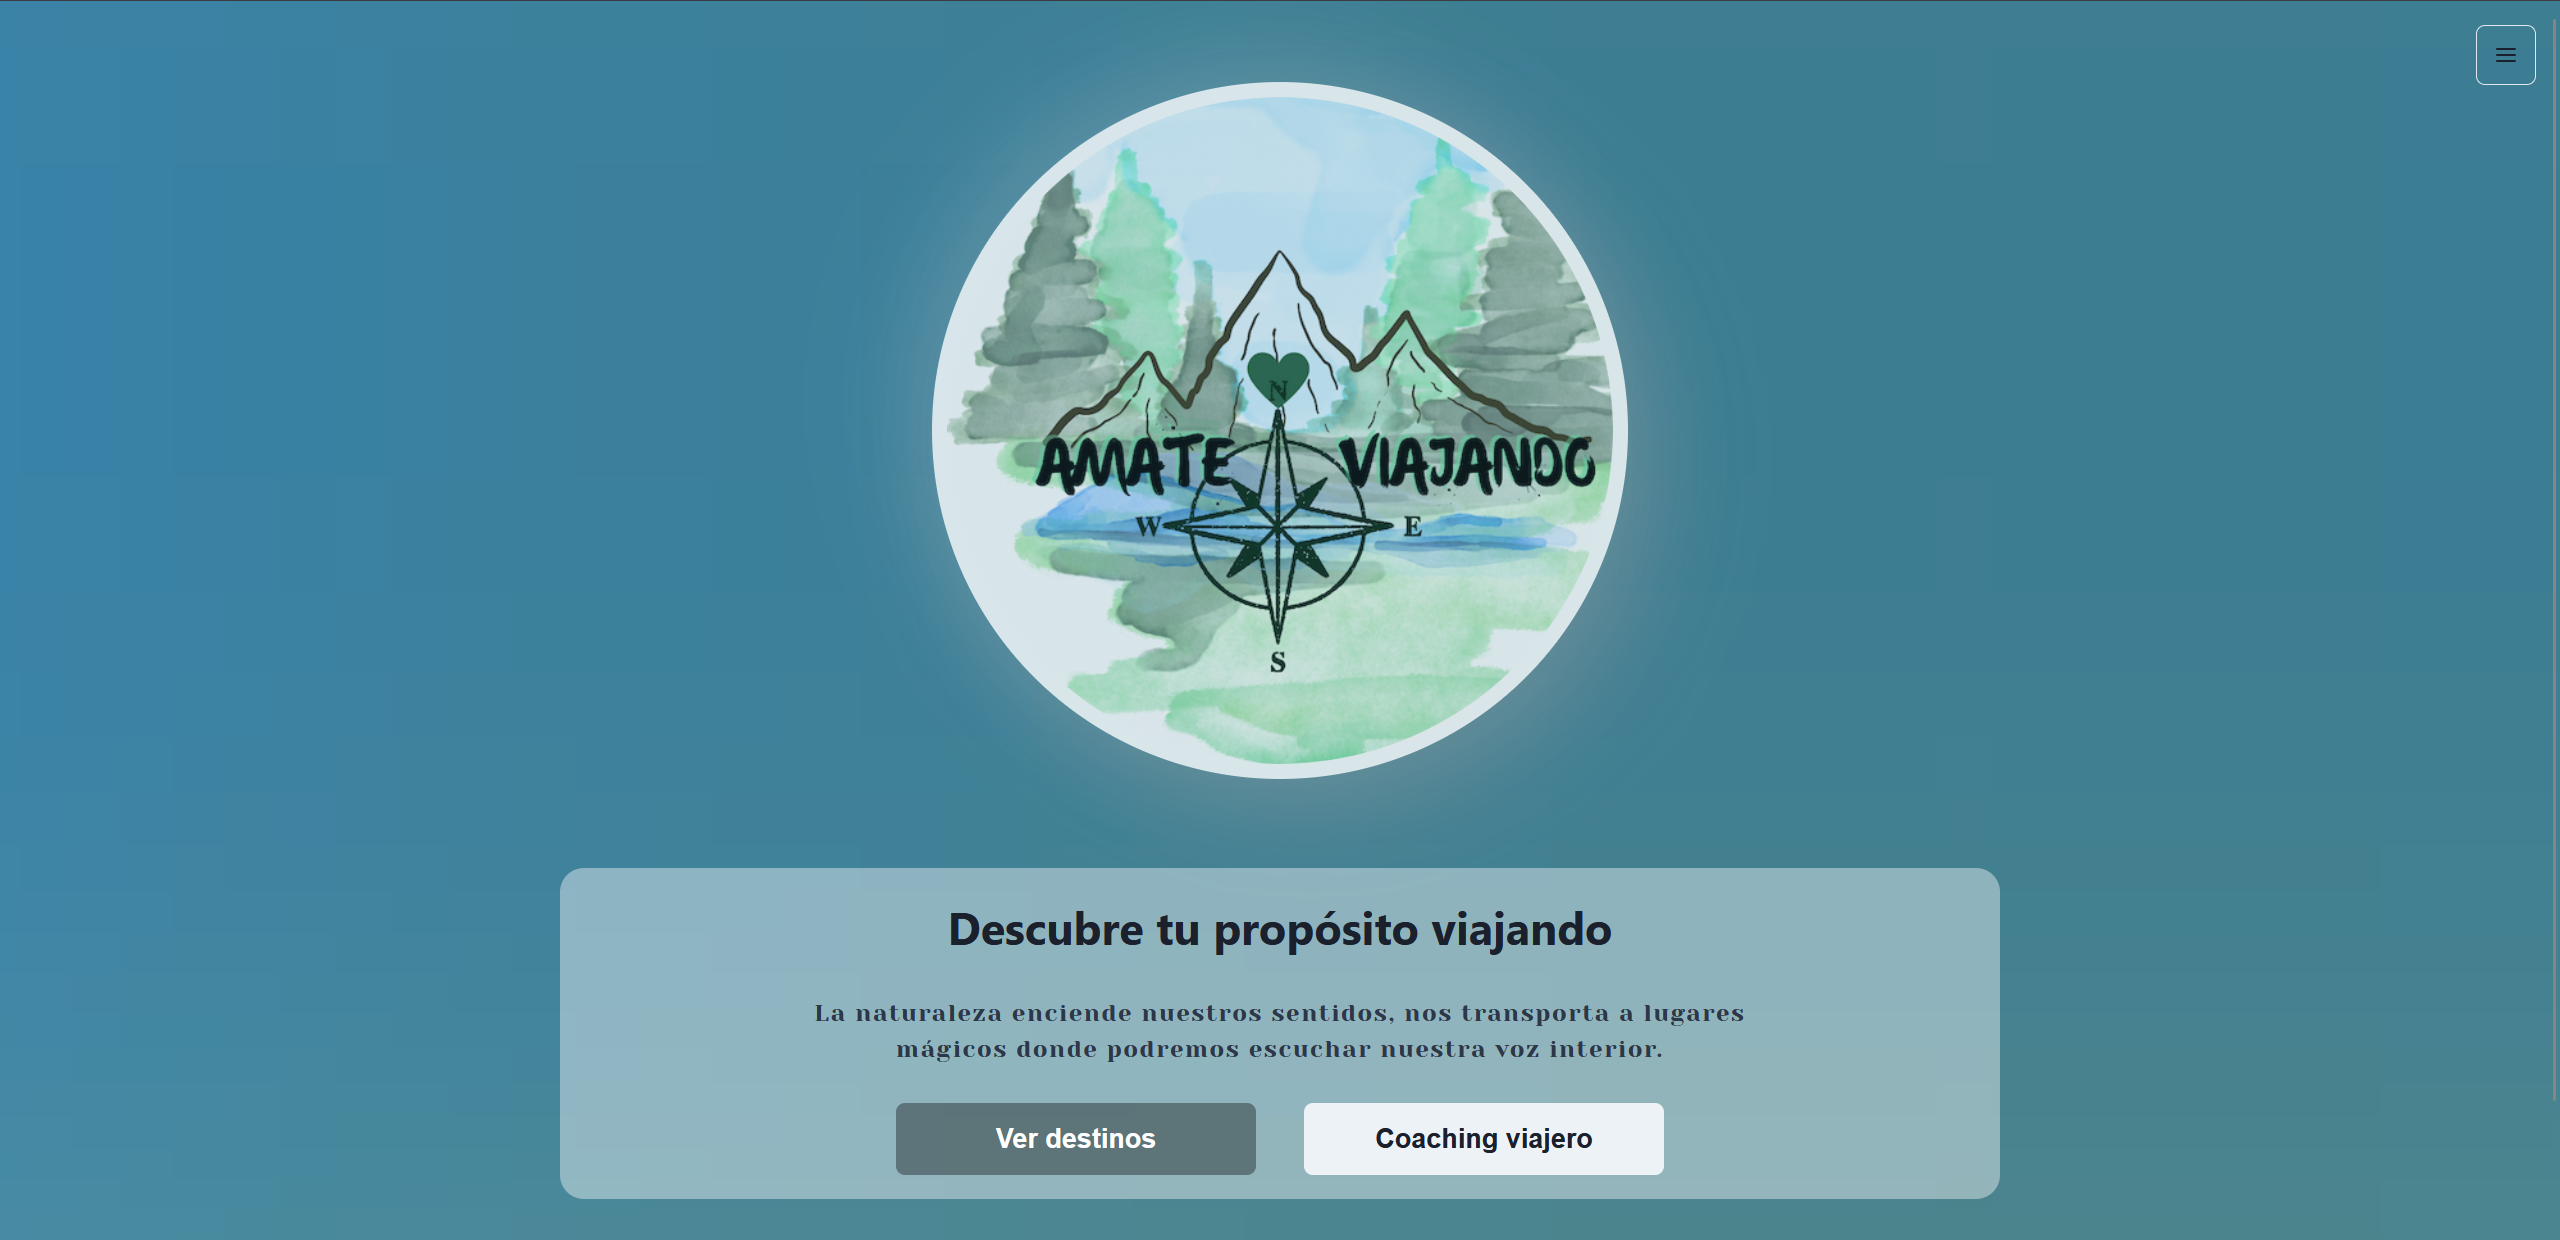 N
AMATE VIAJANDO
W E
S
Descubre tu propósito viajando
La naturaleza enciende nuestros sentidos, nos transporta a lugares
mágicos donde podremos escuchar nuestra voz interior.
Ver destinos Coaching viajero